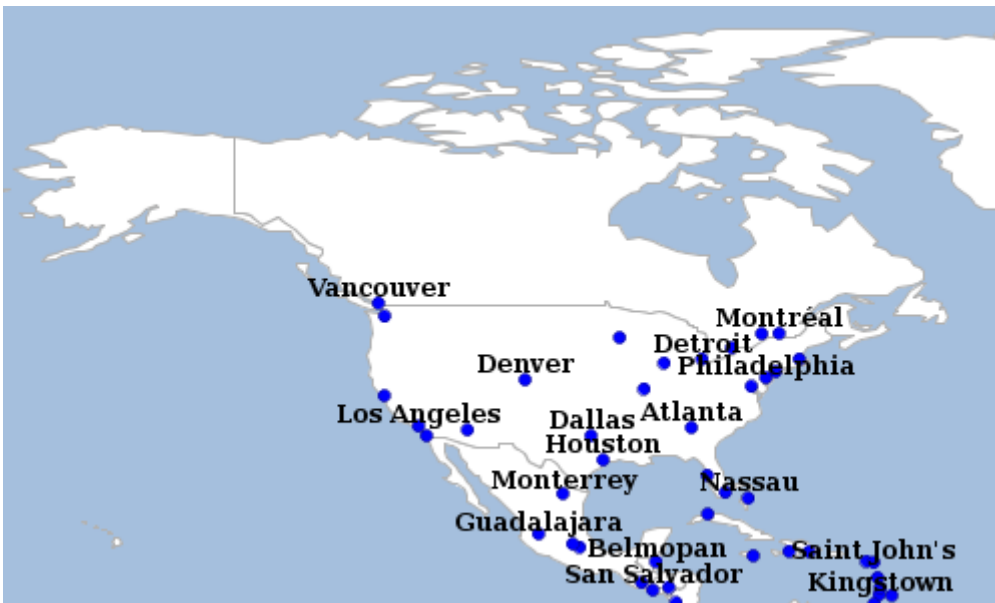 Vancouver
Montréal
Detroit
Denver
Philadelphia
Los Angeles
Atlanta
Dallas
Houston
Monterrey
Nassau
Guadalajara
Belmopan
Saint John's
San Salvador
Kingstown